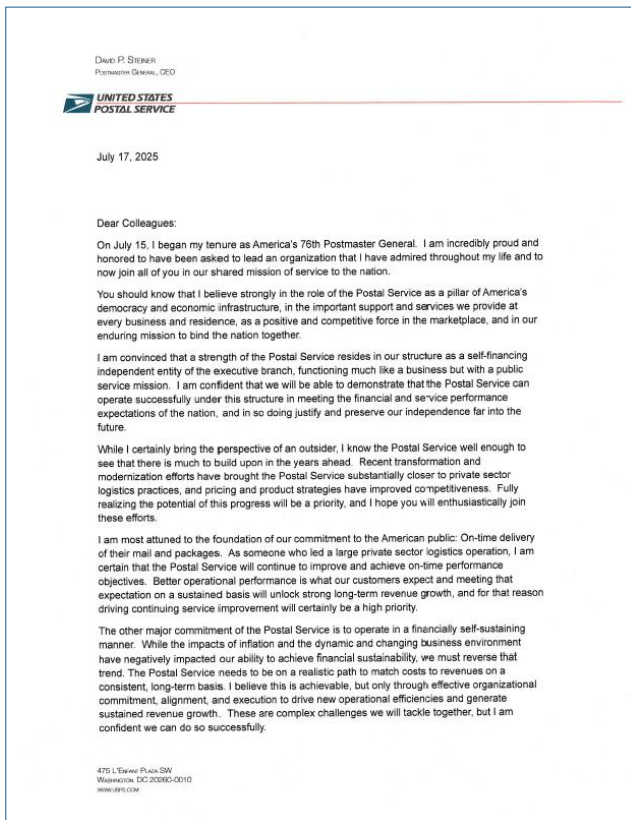 DAVID P. STEINER
POSTMASTER GENERAL, CEO
UNITED STATES
POSTAL SERVICE
July 17, 2025
Dear Colleagues:
On July 15, I began my tenure as America's 76th Postmaster General. I am incredibly proud and
honored to have been asked to lead an organization that I have admired throughout my life and to
now join all of you in our shared mission of service to the nation.
You should know that I believe strongly in the role of the Postal Service as a pillar of America's
democracy and economic infrastructure, in the important support and services we provide at
every business and residence, as a positive and competitive force in the marketplace, and in our
enduring mission to bind the nation together.
I am convinced that a strength of the Postal Service resides in our structure as a self-financing
independent entity of the executive branch, functioning much like a business but with a public
service mission. I am confident that we will be able to demonstrate that the Postal Service can
operate successfully under this structure in meeting the financial and service performance
expectations of the nation, and in so doing justify and preserve our independence far into the
future.
While I certainly bring the perspective of an outsider, I know the Postal Service well enough to
see that there is much to build upon in the years ahead. Recent transformation and
modernization efforts have brought the Postal Service substantially closer to private sector
logistics practices, and pricing and product strategies have improved competitiveness. Fully
realizing the potential of this progress will be a priority, and I hope you will enthusiastically join
these efforts.
I am most attuned to the foundation of our commitment to the American public: On-time delivery
of their mail and packages. As someone who led a large private sector logistics operation, I am
certain that the Postal Service will continue to improve and achieve on-time performance
objectives. Better operational performance is what our customers expect and meeting that
expectation on a sustained basis will unlock strong long-term revenue growth, and for that reason
driving continuing service improvement will certainly be a high priority.
The other major commitment of the Postal Service is to operate in a financially self-sustaining
manner. While the impacts of inflation and the dynamic and changing business environment
have negatively impacted our ability to achieve financial sustainability, we must reverse that
trend. The Postal Service needs to be on a realistic path to match costs to revenues on a
consistent, long-term basis. I believe this is achievable, but only through effective organizational
commitment, alignment, and execution to drive new operational efficiencies and generate
sustained revenue growth. These are complex challenges we will tackle together, but I am
confident we can do so successfully.
475 L'ENFANT PLAZA SW
WASHINGTON DC 20260-0010
WWW.USPS.COM